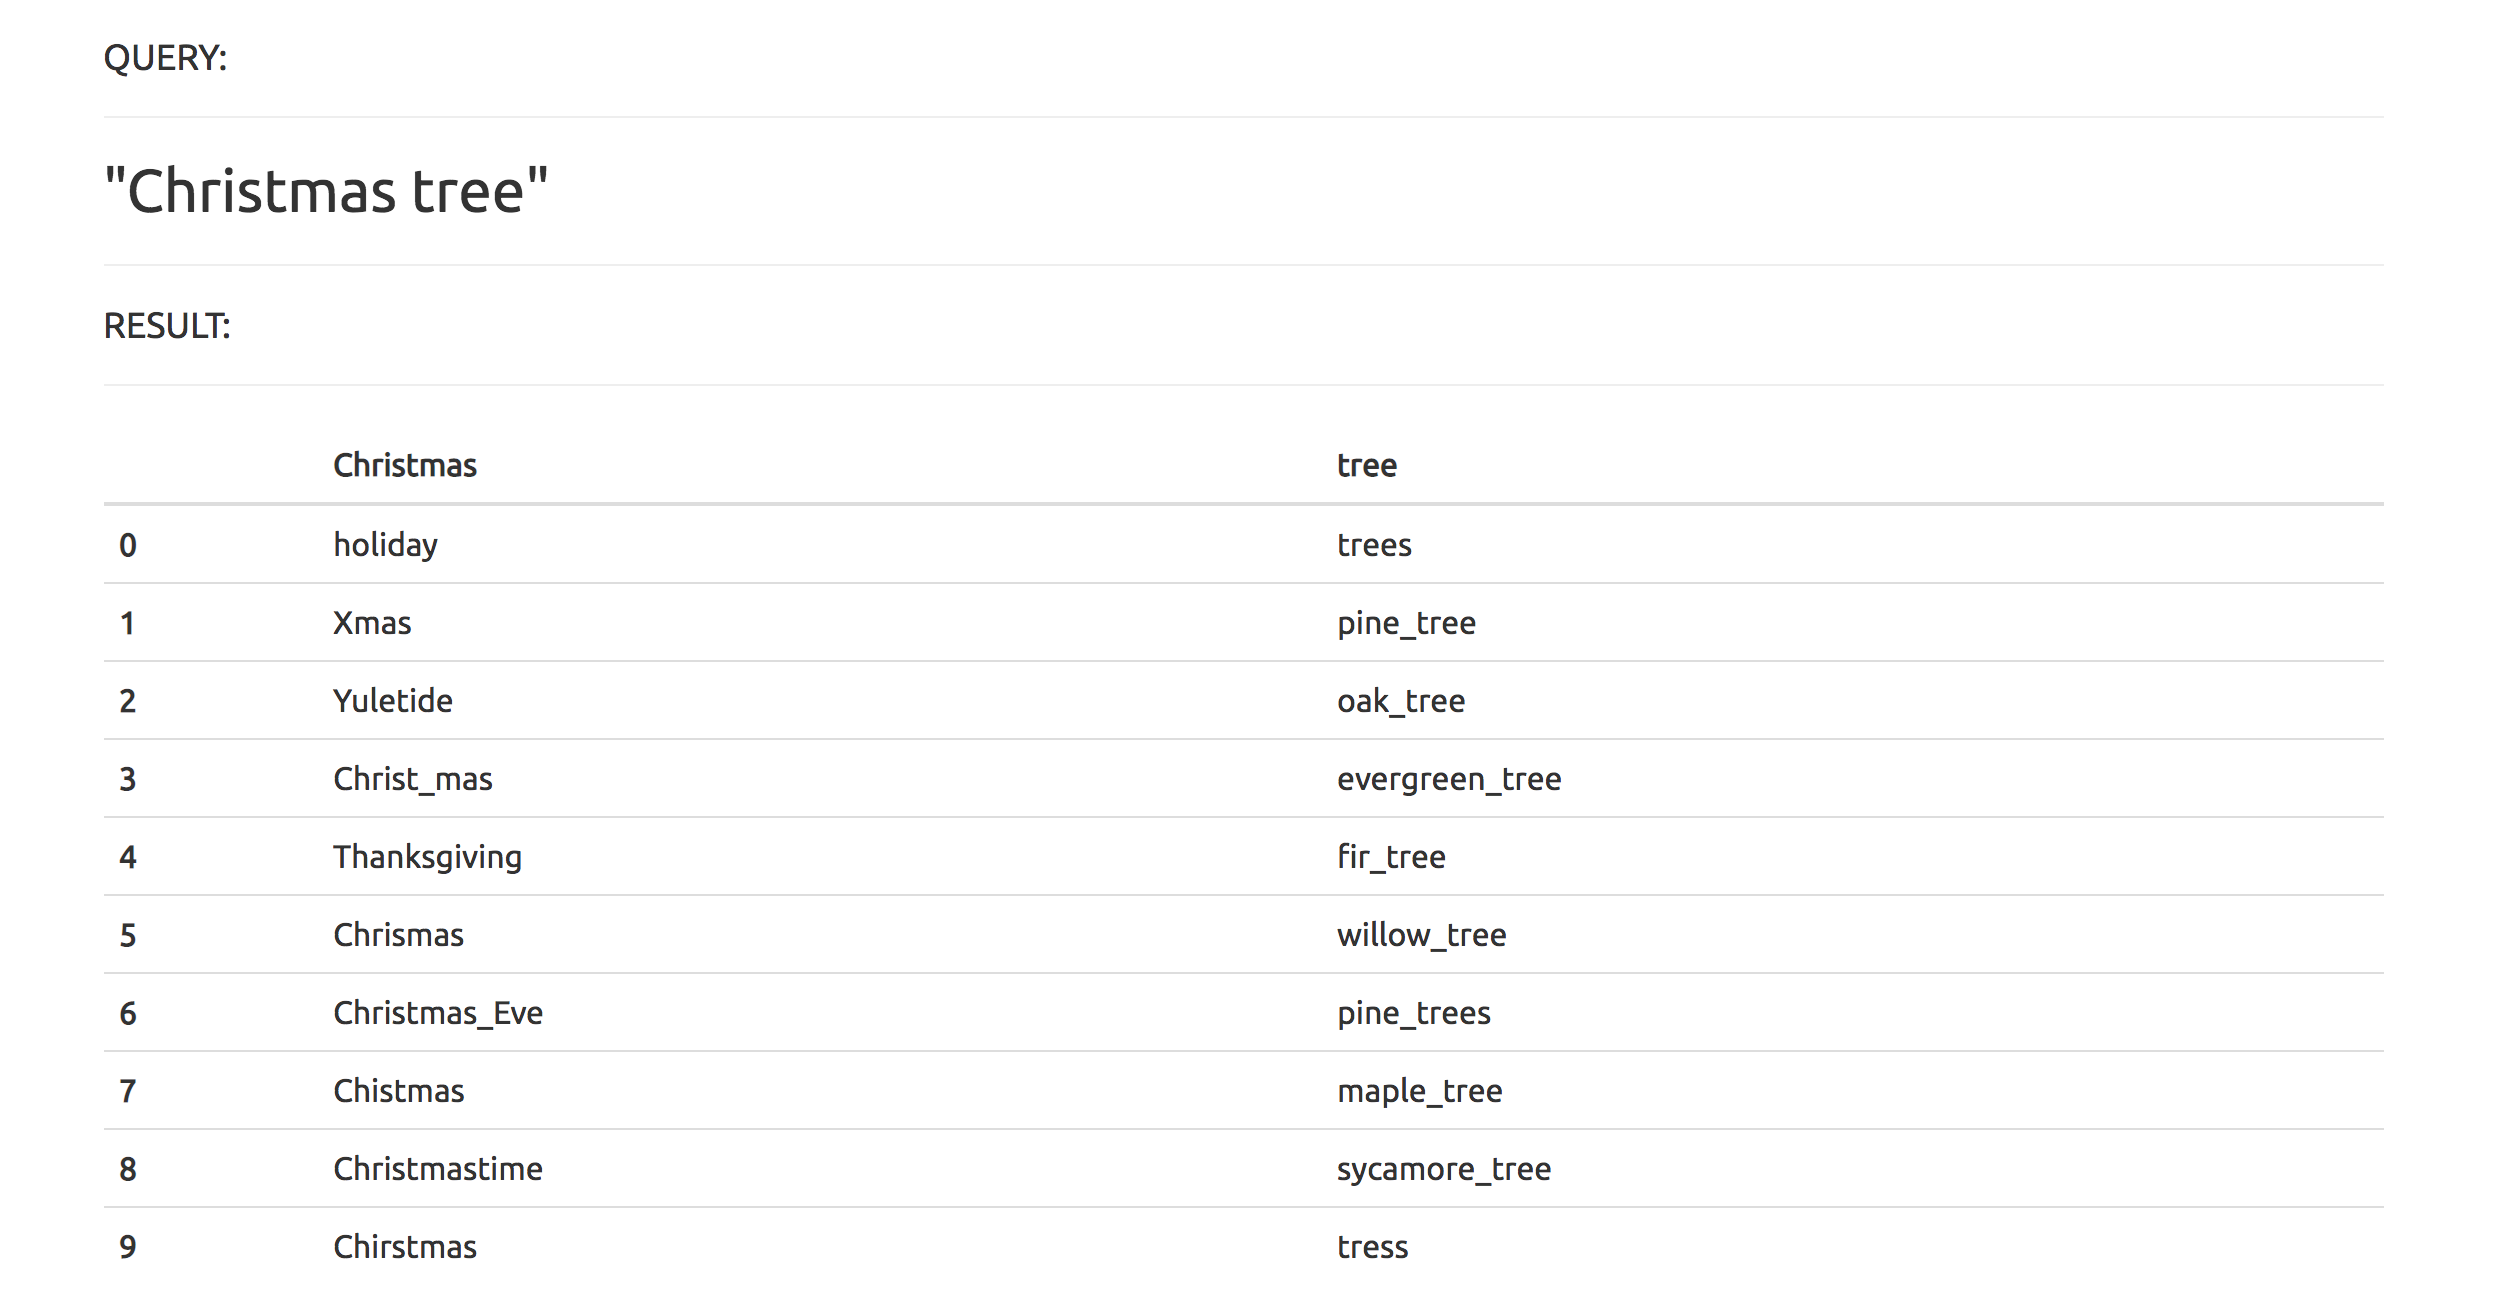 QUERY:
"Christmas tree"
RESULT:
Christmas tree
0 holiday trees
1 Xmas pine_tree
2 Yuletide oak_tree
3 Christ_mas evergreen_tree
4 Thanksgiving fir_tree
5 Chrismas willow_tree
6 Christmas_Eve pine_trees
7 Chistmas maple_tree
8 Christmastime sycamore_tree
9 Chirstmas tress